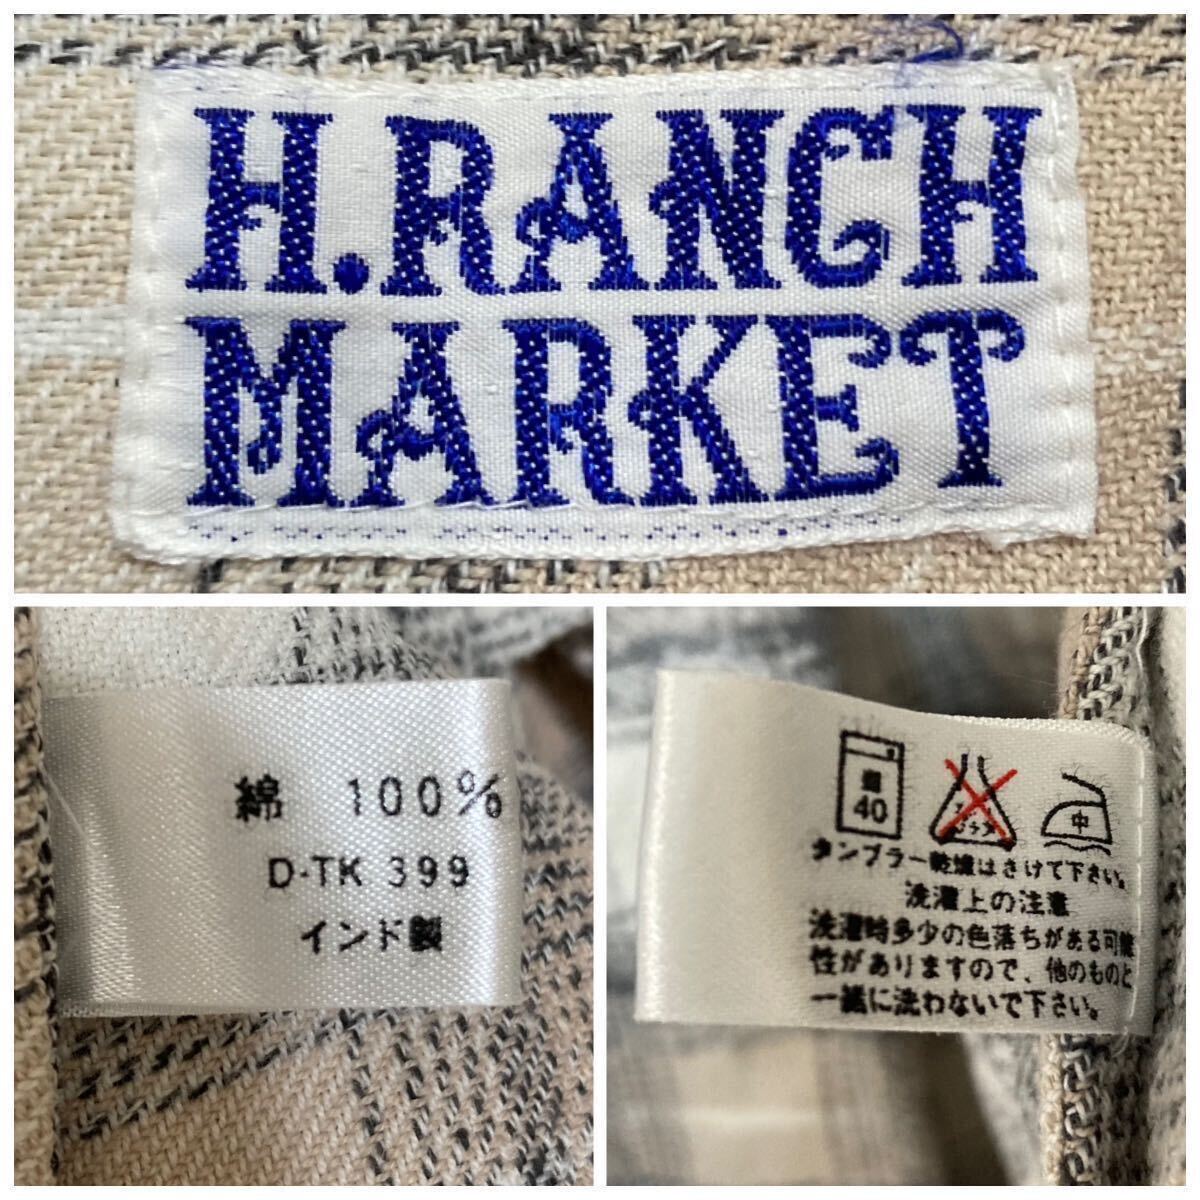 H.RANCH
MARKET
綿 100%
D-TK 399
インド製
40
中
タンブラー乾燥はさけて下さい。
洗濯上の注意
洗濯時多少の色落ちがある可能
性がありますので、他のものと
一緒に洗わないで下さい。